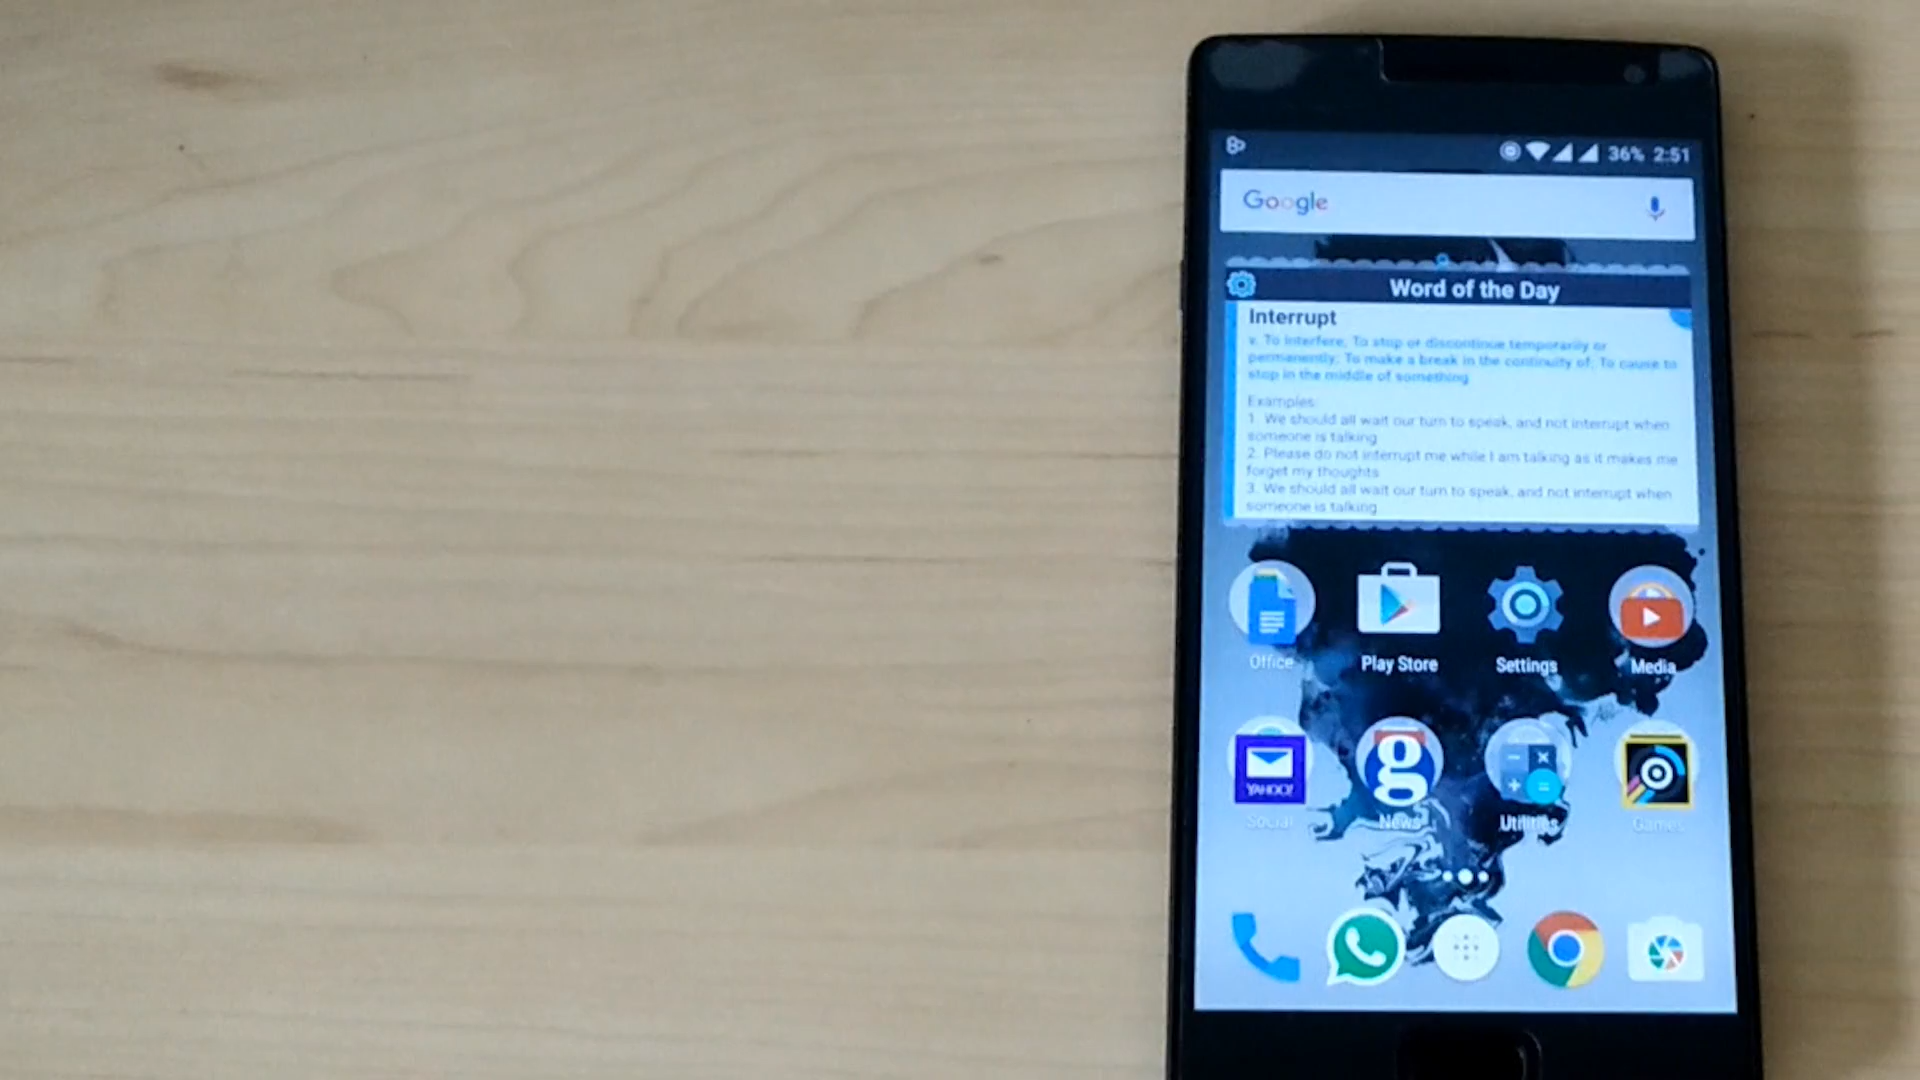 36% 2:51
Google
Word of the Day
Interrupt
v. To interfere; To stop or discontinue temporarily or
permanently; To make a break in the continuity of; To cause to
stop in the middle of something
Examples:
1. We should all wait our turn to speak, and not interrupt when
someone is talking
2. Please do not interrupt me while I am talking as it makes me
forget my thoughts
3. We should all wait our turn to speak, and not interrupt when
someone is talking
Office Play Store Settings Media
YAHOO! g
Social News Utilities Games